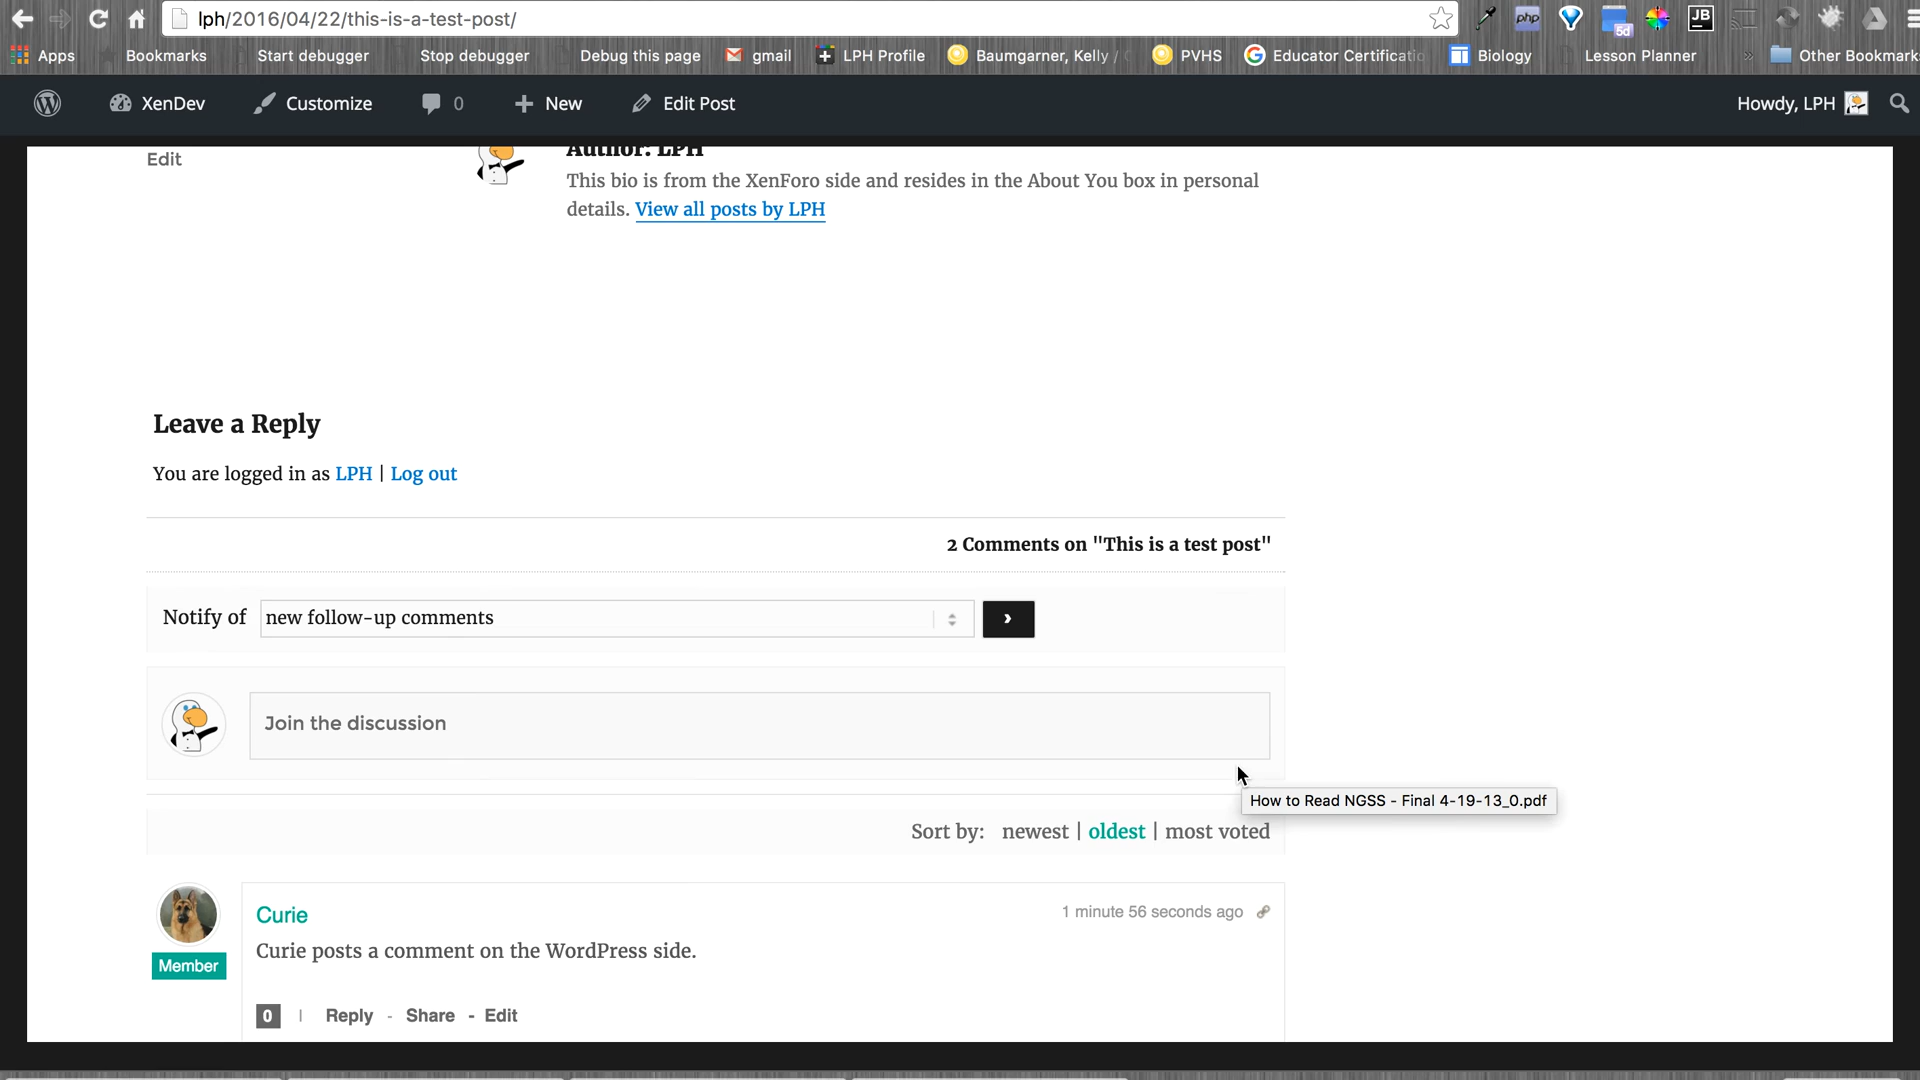 lph/2016/04/22/this-is-a-test-post/
php
5d
JB
Apps
Bookmarks
Start debugger
Stop debugger
Debug this page
gmail
LPH Profile
Baumgarner, Kelly /
PVHS
Educator Certificatio
Biology
Lesson Planner
»
Other Bookmarks
XenDev
Customize
0
New
Edit Post
Howdy, LPH
Edit
Author: LPH
This bio is from the XenForo side and resides in the About You box in personal
details. View all posts by LPH
Leave a Reply
You are logged in as LPH | Log out
2 Comments on "This is a test post"
Notify of
new follow-up comments
›
Join the discussion
How to Read NGSS - Final 4-19-13_0.pdf
Sort by: newest | oldest | most voted
Curie
1 minute 56 seconds ago
Curie posts a comment on the WordPress side.
Member
0 | Reply - Share - Edit